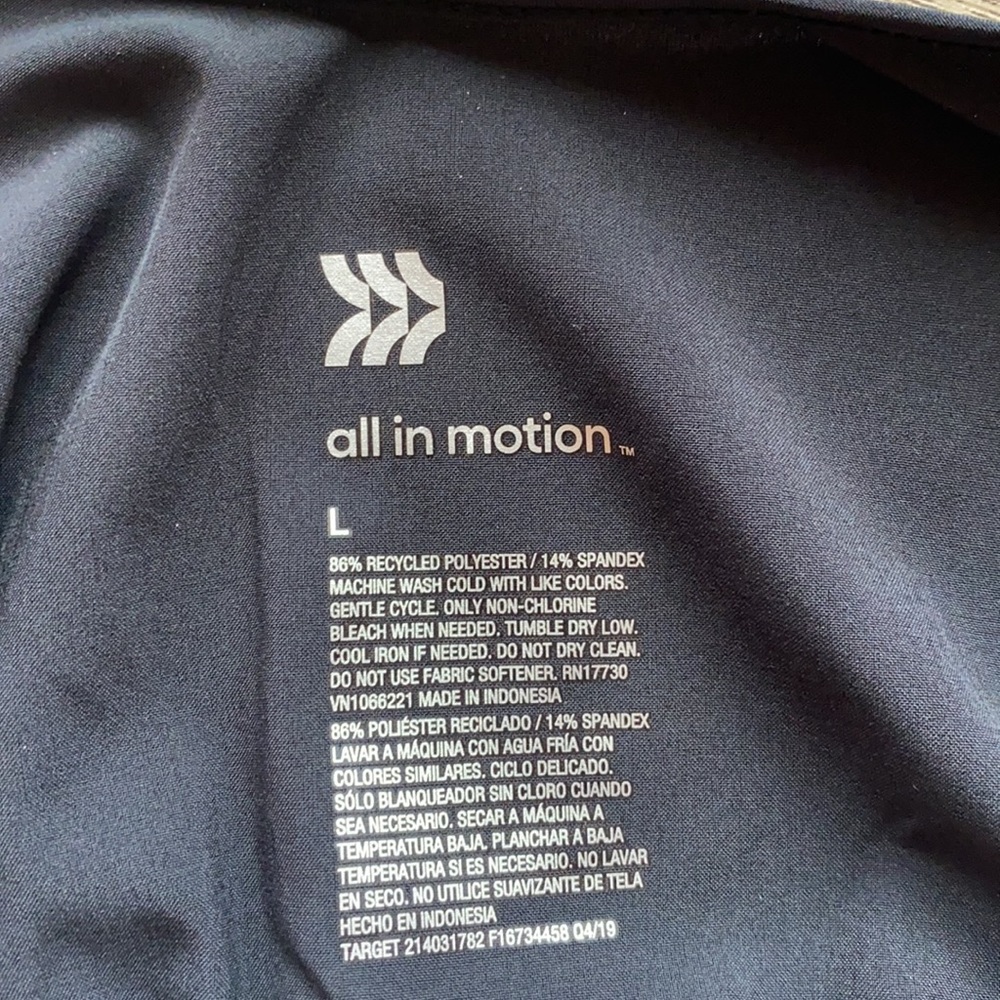 all in motion™
L
86% RECYCLED POLYESTER / 14% SPANDEX
MACHINE WASH COLD WITH LIKE COLORS.
GENTLE CYCLE. ONLY NON-CHLORINE
BLEACH WHEN NEEDED. TUMBLE DRY LOW.
COOL IRON IF NEEDED. DO NOT DRY CLEAN.
DO NOT USE FABRIC SOFTENER. RN17730
VN1066221 MADE IN INDONESIA
86% POLIÉSTER RECICLADO / 14% SPANDEX
LAVAR A MÁQUINA CON AGUA FRÍA CON
COLORES SIMILARES. CICLO DELICADO.
SÓLO BLANQUEADOR SIN CLORO CUANDO
SEA NECESARIO. SECAR A MÁQUINA A
TEMPERATURA BAJA. PLANCHAR A BAJA
TEMPERATURA SI ES NECESARIO. NO LAVAR
EN SECO. NO UTILICE SUAVIZANTE DE TELA
HECHO EN INDONESIA
TARGET 214031782 F16734458 Q4/19